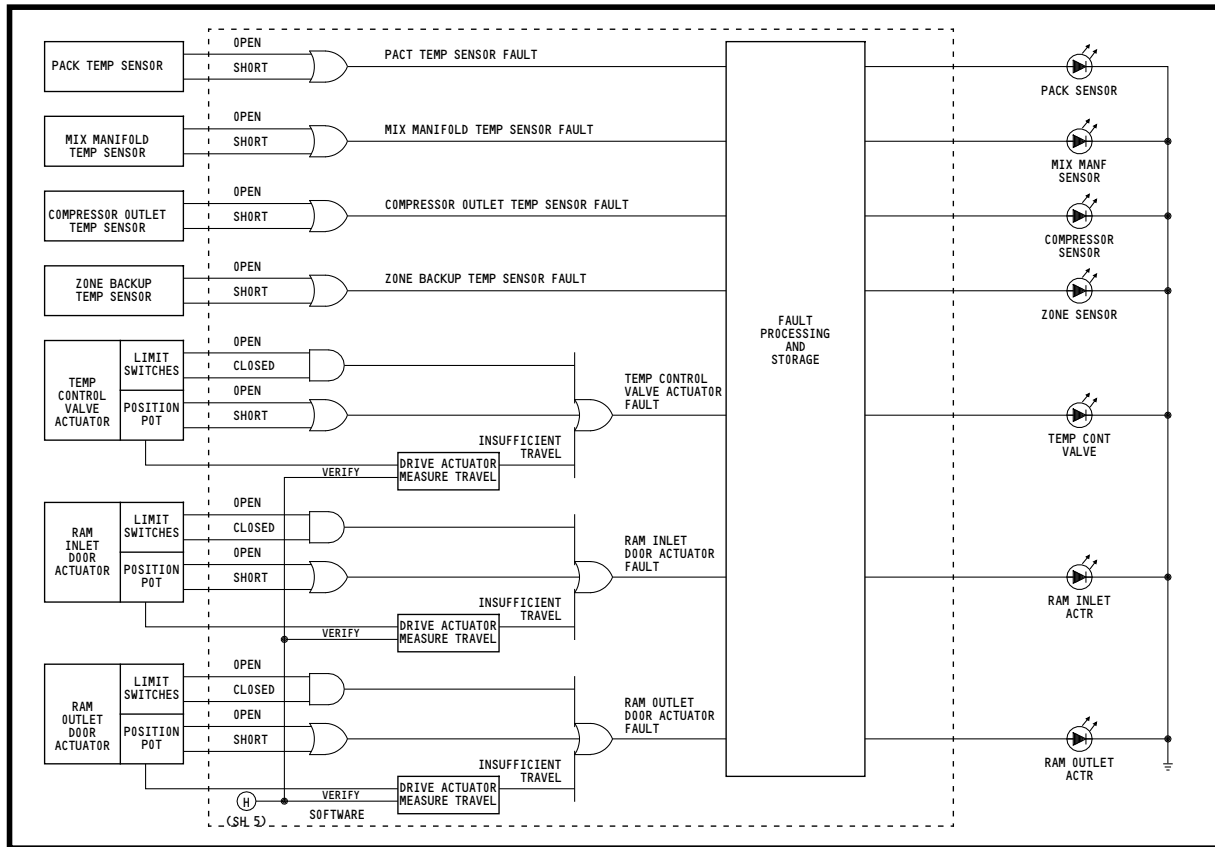 PACK TEMP SENSOR
OPEN
SHORT
PACT TEMP SENSOR FAULT
PACK SENSOR
MIX MANIFOLD
TEMP SENSOR
OPEN
SHORT
MIX MANIFOLD TEMP SENSOR FAULT
MIX MANF
SENSOR
COMPRESSOR OUTLET
TEMP SENSOR
OPEN
SHORT
COMPRESSOR OUTLET TEMP SENSOR FAULT
COMPRESSOR
SENSOR
ZONE BACKUP
TEMP SENSOR
OPEN
SHORT
ZONE BACKUP TEMP SENSOR FAULT
ZONE SENSOR
FAULT
PROCESSING
AND
STORAGE
TEMP
CONTROL
VALVE
ACTUATOR
LIMIT
SWITCHES
POSITION
POT
OPEN
CLOSED
OPEN
SHORT
VERIFY
DRIVE ACTUATOR
MEASURE TRAVEL
INSUFFICIENT
TRAVEL
TEMP CONTROL
VALVE ACTUATOR
FAULT
TEMP CONT
VALVE
RAM
INLET
DOOR
ACTUATOR
LIMIT
SWITCHES
POSITION
POT
OPEN
CLOSED
OPEN
SHORT
VERIFY
DRIVE ACTUATOR
MEASURE TRAVEL
INSUFFICIENT
TRAVEL
RAM INLET
DOOR ACTUATOR
FAULT
RAM INLET
ACTR
RAM
OUTLET
DOOR
ACTUATOR
LIMIT
SWITCHES
POSITION
POT
OPEN
CLOSED
OPEN
SHORT
VERIFY
DRIVE ACTUATOR
MEASURE TRAVEL
INSUFFICIENT
TRAVEL
RAM OUTLET
DOOR ACTUATOR
FAULT
RAM OUTLET
ACTR
H
(SH 5)
SOFTWARE